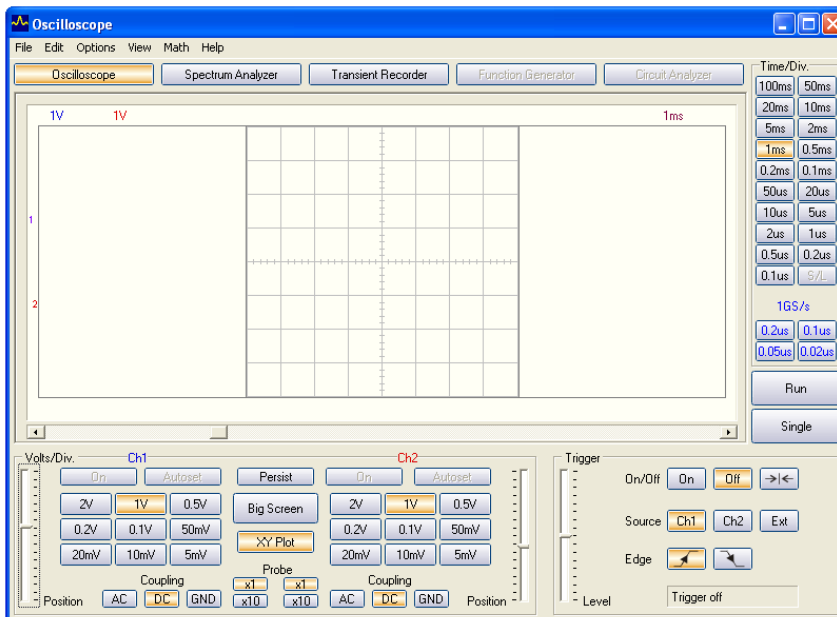 Oscilloscope
File Edit Options View Math Help
Oscilloscope Spectrum Analyzer Transient Recorder Function Generator Circuit Analyzer
1V 1V 1ms
1
2
Time/Div.
100ms 50ms
20ms 10ms
5ms 2ms
1ms 0.5ms
0.2ms 0.1ms
50us 20us
10us 5us
2us 1us
0.5us 0.2us
0.1us S/L
1GS/s
0.2us 0.1us
0.05us 0.02us
Run
Single
Volts/Div. Ch1 Ch2
On Autoset Persist On Autoset
2V 1V 0.5V Big Screen 2V 1V 0.5V
0.2V 0.1V 50mV XY Plot 0.2V 0.1V 50mV
20mV 10mV 5mV 20mV 10mV 5mV
Coupling Probe Coupling
x1 x1
Position AC DC GND x10 x10 AC DC GND Position
Trigger
On/Off On Off
Source Ch1 Ch2 Ext
Edge
Level Trigger off